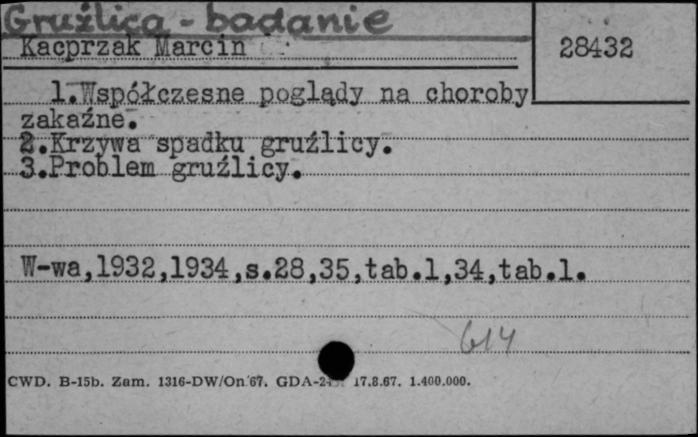 Gruźlica - badanie
Kacprzak Marcin
28432
1.Współczesne poglądy na choroby
zakaźne.
2.Krzywa spadku gruźlicy.
3.Problem gruźlicy.
W-wa,1932,1934,s.28,35,tab.1,34,tab.1.
614
CWD. B-15b. Zam. 1316-DW/On/67. 17.8.67. 1.400.000.